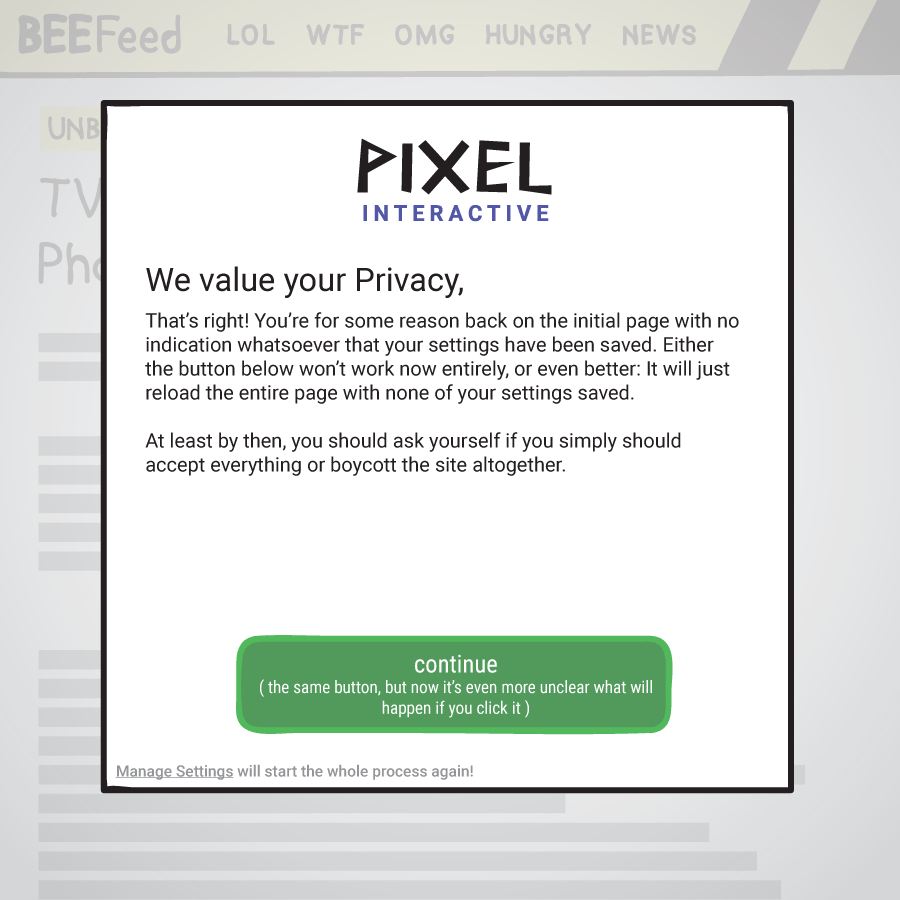 BEEFeed LOL WTF OMG HUNGRY NEWS
UNB
TV
Pho
PIXEL
INTERACTIVE
We value your Privacy,
That's right! You're for some reason back on the initial page with no
indication whatsoever that your settings have been saved. Either
the button below won't work now entirely, or even better: It will just
reload the entire page with none of your settings saved.
At least by then, you should ask yourself if you simply should
accept everything or boycott the site altogether.
continue
( the same button, but now it's even more unclear what will
happen if you click it )
Manage Settings will start the whole process again!